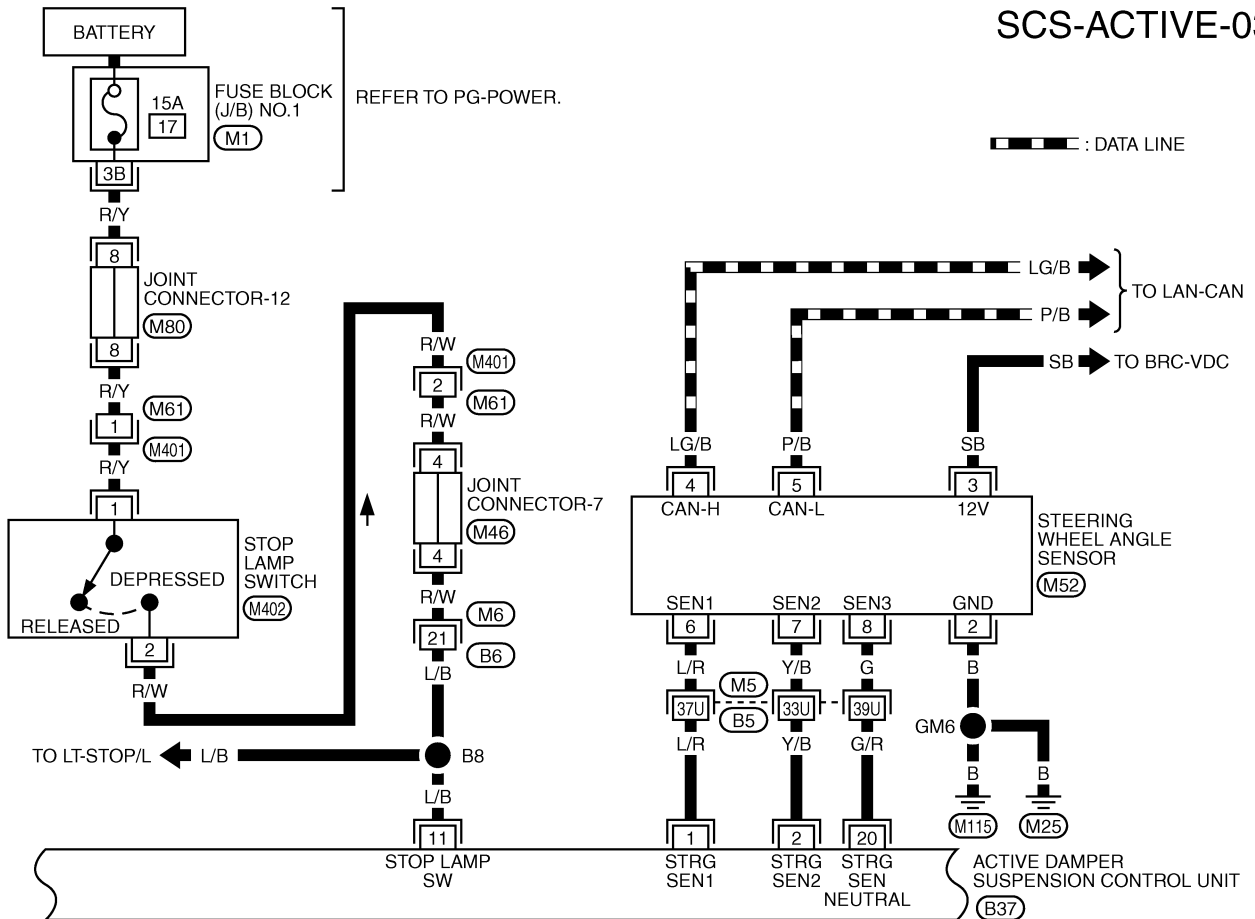 SCS-ACTIVE-03
BATTERY
15A
17
FUSE BLOCK
(J/B) NO.1
M1
REFER TO PG-POWER.
: DATA LINE
3B
R/Y
8
JOINT
CONNECTOR-12
M80
8
R/Y
M61
1
M401
R/Y
1
STOP
LAMP
SWITCH
M402
DEPRESSED
RELEASED
2
R/W
R/W
M401
2
M61
R/W
4
JOINT
CONNECTOR-7
M46
4
R/W
M6
21
B6
L/B
TO LT-STOP/L
L/B
B8
L/B
11
STOP LAMP
SW
LG/B
P/B
TO LAN-CAN
SB
TO BRC-VDC
LG/B
P/B
SB
4
5
3
CAN-H
CAN-L
12V
STEERING
WHEEL ANGLE
SENSOR
M52
SEN1
SEN2
SEN3
GND
6
7
8
2
L/R
Y/B
G
B
M5
37U
33U
39U
B5
GM6
L/R
Y/B
G/R
B
B
M115
M25
1
2
20
STRG
SEN1
STRG
SEN2
STRG
SEN
NEUTRAL
ACTIVE DAMPER
SUSPENSION CONTROL UNIT
B37